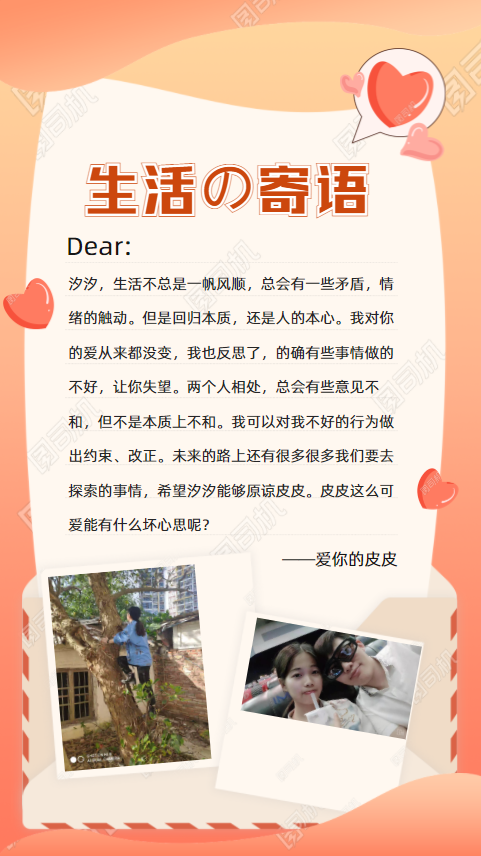 生活の寄语
Dear:
汐汐，生活不总是一帆风顺，总会有一些矛盾，情
绪的触动。但是回归本质，还是人的本心。我对你
的爱从来都没变，我也反思了，的确有些事情做的
不好，让你失望。两个人相处，总会有些意见不
和，但不是本质上不和。我可以对我不好的行为做
出约束、改正。未来的路上还有很多很多我们要去
探索的事情，希望汐汐能够原谅皮皮。皮皮这么可
爱能有什么坏心思呢？
——爱你的皮皮
图司机